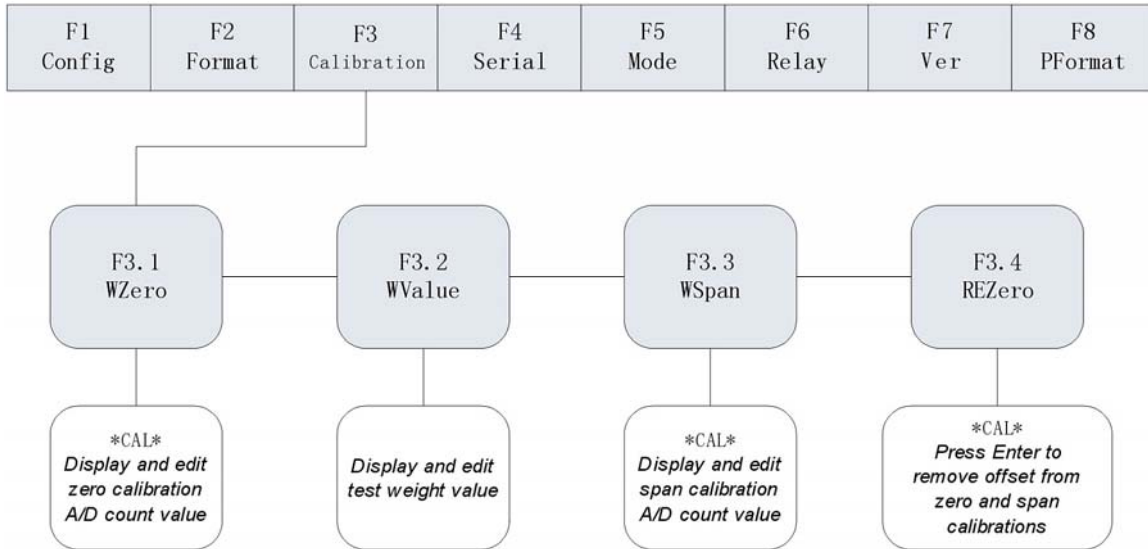 F1
Config
F2
Format
F3
Calibration
F4
Serial
F5
Mode
F6
Relay
F7
Ver
F8
PFormat
F3.1
WZero
F3.2
WValue
F3.3
WSpan
F3.4
REZero
*CAL*
Display and edit
zero calibration
A/D count value
Display and edit
test weight value
*CAL*
Display and edit
span calibration
A/D count value
*CAL*
Press Enter to
remove offset from
zero and span
calibrations